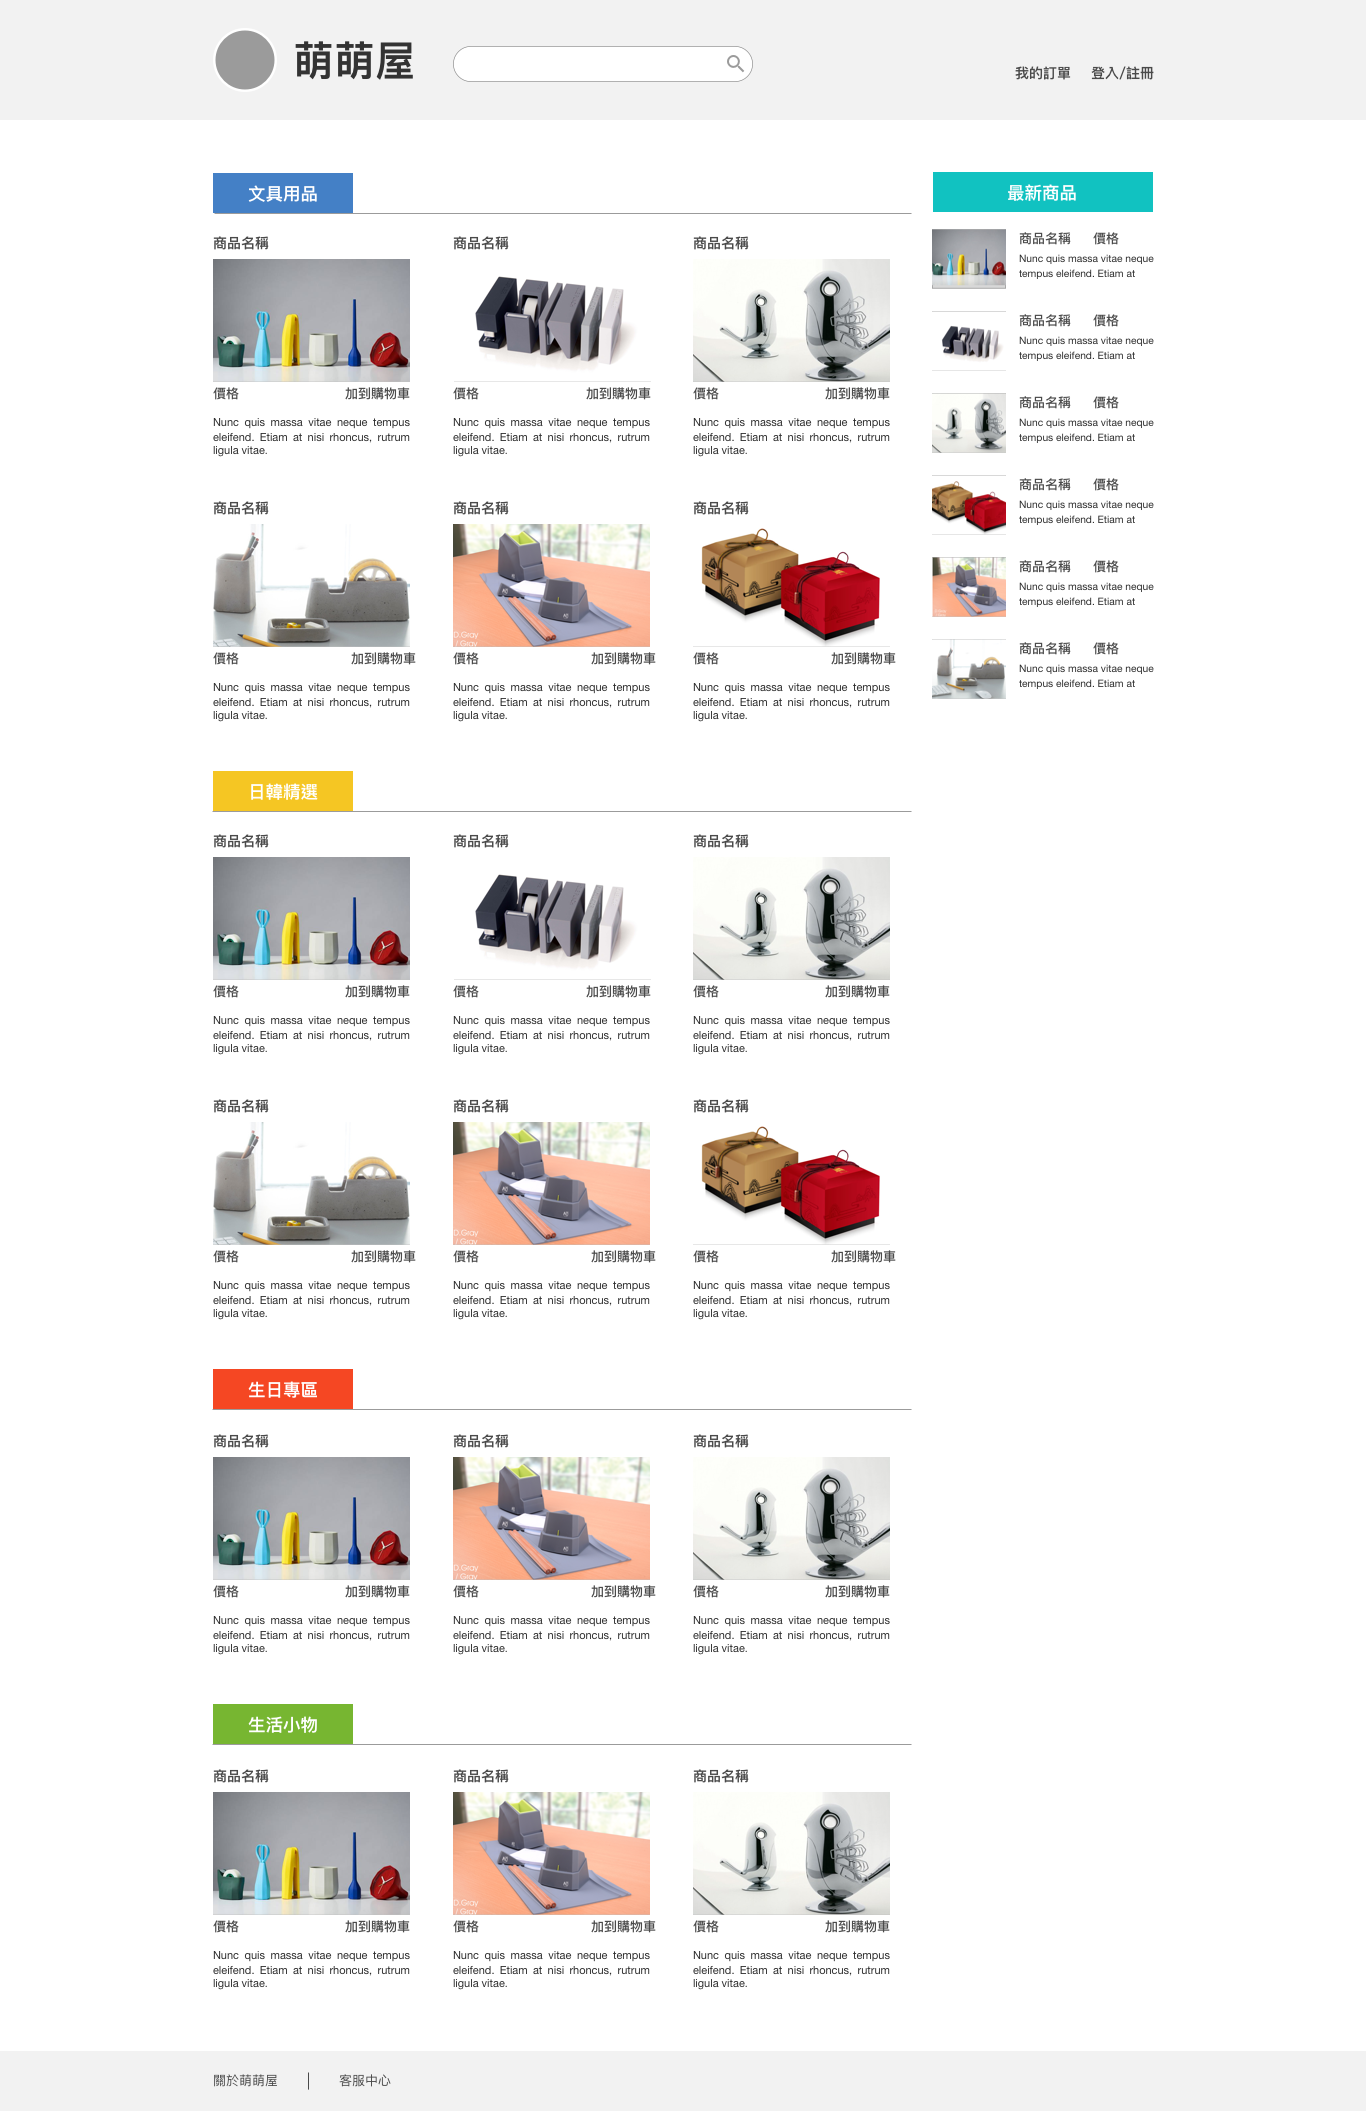 萌萌屋
我的訂單 登入/註冊
文具用品
商品名稱 商品名稱 商品名稱
價格 加到購物車 價格 加到購物車 價格 加到購物車
Nunc quis massa vitae neque tempus
eleifend. Etiam at nisi rhoncus, rutrum
ligula vitae.
Nunc quis massa vitae neque tempus
eleifend. Etiam at nisi rhoncus, rutrum
ligula vitae.
Nunc quis massa vitae neque tempus
eleifend. Etiam at nisi rhoncus, rutrum
ligula vitae.
商品名稱 商品名稱 商品名稱
D.Gray
/ Gray
價格 加到購物車 價格 加到購物車 價格 加到購物車
Nunc quis massa vitae neque tempus
eleifend. Etiam at nisi rhoncus, rutrum
ligula vitae.
Nunc quis massa vitae neque tempus
eleifend. Etiam at nisi rhoncus, rutrum
ligula vitae.
Nunc quis massa vitae neque tempus
eleifend. Etiam at nisi rhoncus, rutrum
ligula vitae.
最新商品
商品名稱 價格
Nunc quis massa vitae neque
tempus eleifend. Etiam at
商品名稱 價格
Nunc quis massa vitae neque
tempus eleifend. Etiam at
商品名稱 價格
Nunc quis massa vitae neque
tempus eleifend. Etiam at
商品名稱 價格
Nunc quis massa vitae neque
tempus eleifend. Etiam at
商品名稱 價格
Nunc quis massa vitae neque
tempus eleifend. Etiam at
商品名稱 價格
Nunc quis massa vitae neque
tempus eleifend. Etiam at
日韓精選
商品名稱 商品名稱 商品名稱
價格 加到購物車 價格 加到購物車 價格 加到購物車
Nunc quis massa vitae neque tempus
eleifend. Etiam at nisi rhoncus, rutrum
ligula vitae.
Nunc quis massa vitae neque tempus
eleifend. Etiam at nisi rhoncus, rutrum
ligula vitae.
Nunc quis massa vitae neque tempus
eleifend. Etiam at nisi rhoncus, rutrum
ligula vitae.
商品名稱 商品名稱 商品名稱
D.Gray
/ Gray
價格 加到購物車 價格 加到購物車 價格 加到購物車
Nunc quis massa vitae neque tempus
eleifend. Etiam at nisi rhoncus, rutrum
ligula vitae.
Nunc quis massa vitae neque tempus
eleifend. Etiam at nisi rhoncus, rutrum
ligula vitae.
Nunc quis massa vitae neque tempus
eleifend. Etiam at nisi rhoncus, rutrum
ligula vitae.
生日專區
商品名稱 商品名稱 商品名稱
D.Gray
/ Gray
價格 加到購物車 價格 加到購物車 價格 加到購物車
Nunc quis massa vitae neque tempus
eleifend. Etiam at nisi rhoncus, rutrum
ligula vitae.
Nunc quis massa vitae neque tempus
eleifend. Etiam at nisi rhoncus, rutrum
ligula vitae.
Nunc quis massa vitae neque tempus
eleifend. Etiam at nisi rhoncus, rutrum
ligula vitae.
生活小物
商品名稱 商品名稱 商品名稱
D.Gray
/ Gray
價格 加到購物車 價格 加到購物車 價格 加到購物車
Nunc quis massa vitae neque tempus
eleifend. Etiam at nisi rhoncus, rutrum
ligula vitae.
Nunc quis massa vitae neque tempus
eleifend. Etiam at nisi rhoncus, rutrum
ligula vitae.
Nunc quis massa vitae neque tempus
eleifend. Etiam at nisi rhoncus, rutrum
ligula vitae.
關於萌萌屋 | 客服中心